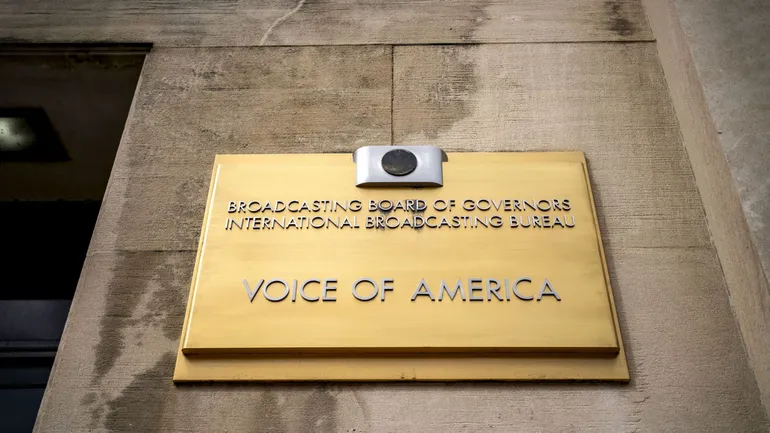 BROADCASTING BOARD OF GOVERNORS
INTERNATIONAL BROADCASTING BUREAU
VOICE OF AMERICA